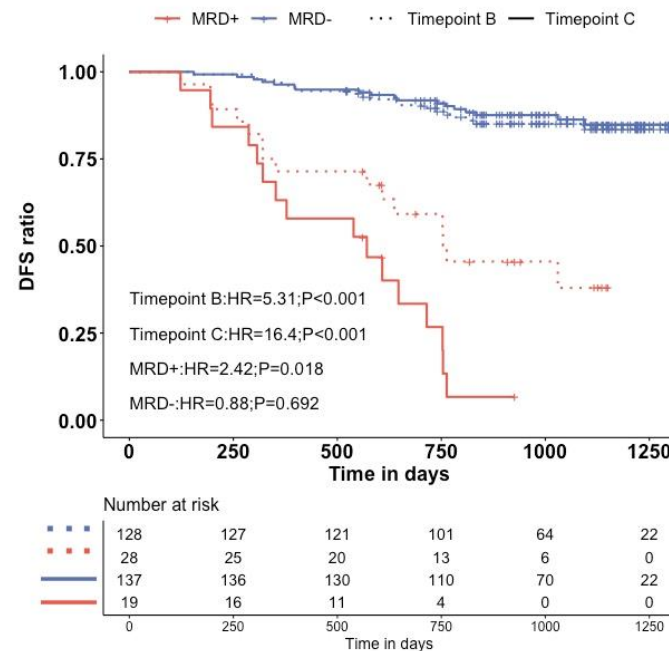 MRD+ MRD- Timepoint B Timepoint C
1.00
0.75
0.50
0.25
0.00
DFS ratio
Timepoint B:HR=5.31;P<0.001
Timepoint C:HR=16.4;P<0.001
MRD+:HR=2.42;P=0.018
MRD-:HR=0.88;P=0.692
0 250 500 750 1000 1250
Time in days
Number at risk
128 127 121 101 64 22
28 25 20 13 6 0
137 136 130 110 70 22
19 16 11 4 0 0
0 250 500 750 1000 1250
Time in days